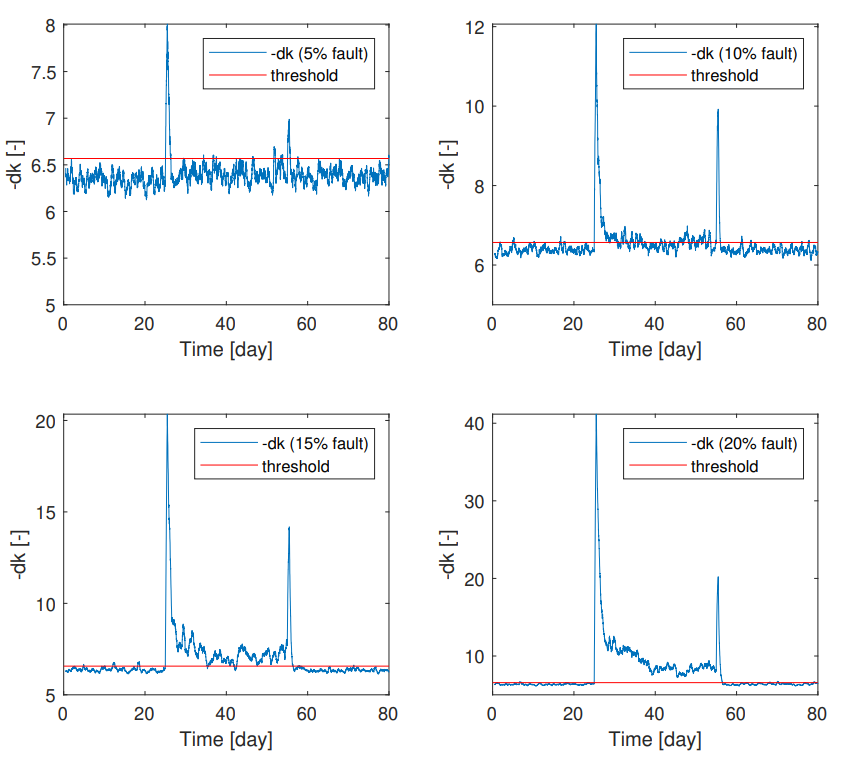 8
7.5
7
6.5
6
5.5
5
-dk [-]
-dk (5% fault)
threshold
0 20 40 60 80
Time [day]
12
10
8
6
-dk [-]
-dk (10% fault)
threshold
0 20 40 60 80
Time [day]
20
15
10
5
-dk [-]
-dk (15% fault)
threshold
0 20 40 60 80
Time [day]
40
30
20
10
-dk [-]
-dk (20% fault)
threshold
0 20 40 60 80
Time [day]